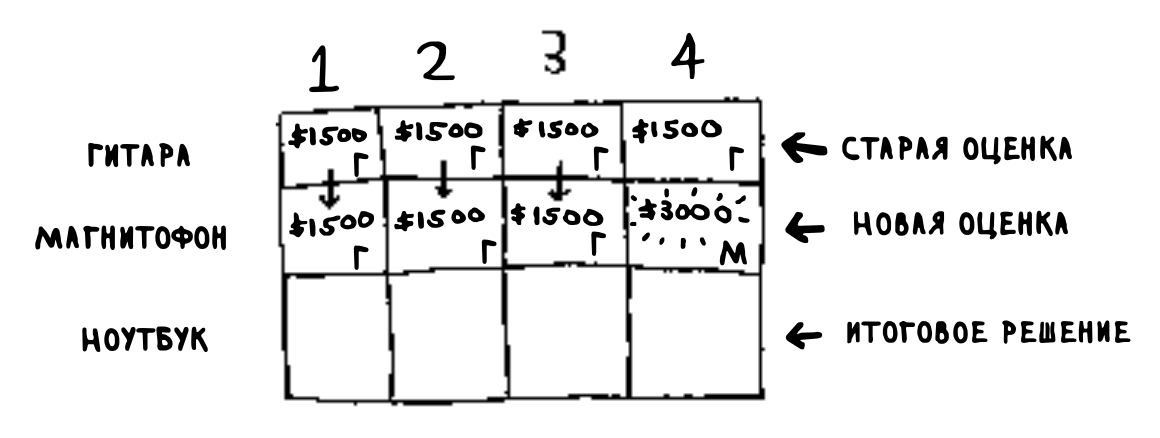 1 2 3 4
ГИТАРА $1500 Г $1500 Г $1500 Г $1500 Г ← СТАРАЯ ОЦЕНКА
МАГНИТОФОН $1500 Г $1500 Г $1500 Г $3000 М ← НОВАЯ ОЦЕНКА
НОУТБУК ← ИТОГОВОЕ РЕШЕНИЕ